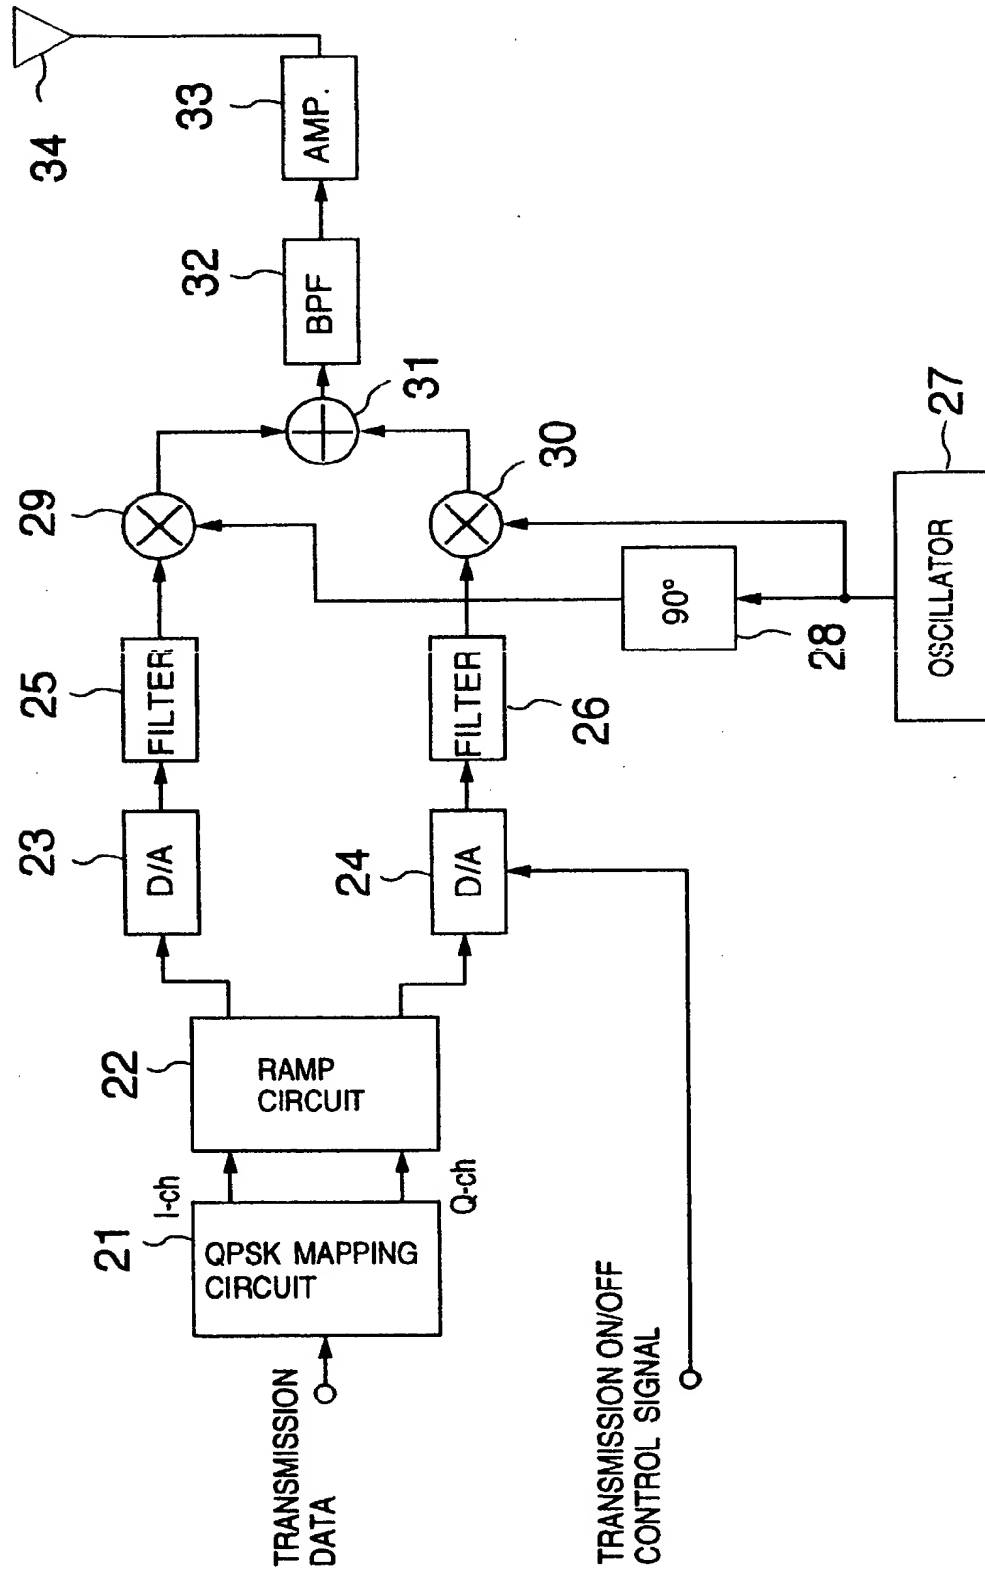 TRANSMISSION
DATA
21
QPSK MAPPING
CIRCUIT
I-ch
Q-ch
22
RAMP
CIRCUIT
23
D/A
24
D/A
25
FILTER
26
FILTER
29
30
31
32
BPF
33
AMP.
34
90°
28
OSCILLATOR
27
TRANSMISSION ON/OFF
CONTROL SIGNAL